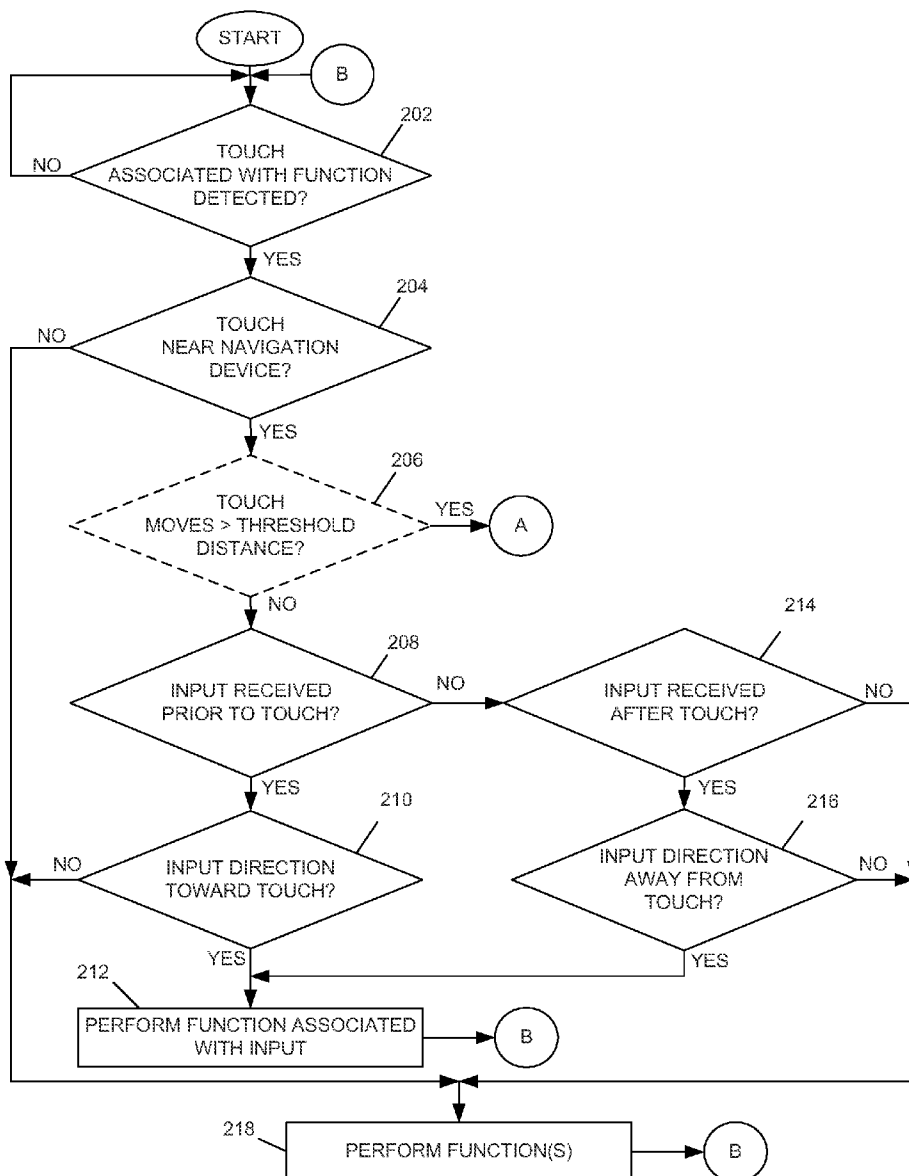 START
B
202
TOUCH
ASSOCIATED WITH FUNCTION
DETECTED?
NO
YES
204
TOUCH
NEAR NAVIGATION
DEVICE?
NO
YES
206
TOUCH
MOVES > THRESHOLD
DISTANCE?
YES
A
NO
208
INPUT RECEIVED
PRIOR TO TOUCH?
NO
214
INPUT RECEIVED
AFTER TOUCH?
NO
YES
YES
210
INPUT DIRECTION
TOWARD TOUCH?
NO
216
INPUT DIRECTION
AWAY FROM
TOUCH?
NO
YES
YES
212
PERFORM FUNCTION ASSOCIATED
WITH INPUT
B
218
PERFORM FUNCTION(S)
B